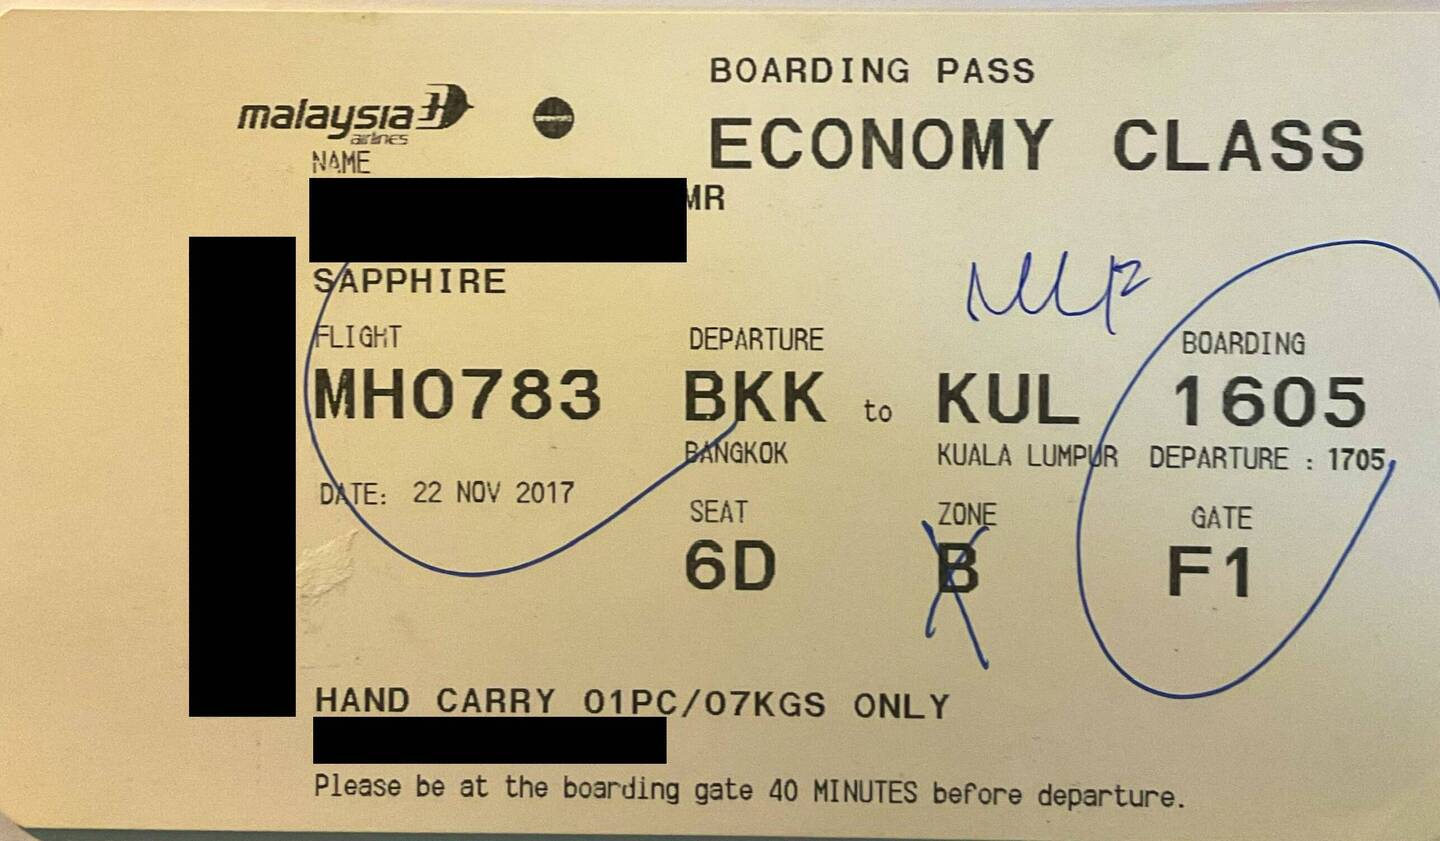 BOARDING PASS
malaysia
airlines
ECONOMY CLASS
NAME
MR
SAPPHIRE
FLIGHT DEPARTURE BOARDING
MH0783 BKK to KUL 1605
BANGKOK KUALA LUMPUR DEPARTURE : 1705
DATE: 22 NOV 2017
SEAT ZONE GATE
6D B F1
HAND CARRY 01PC/07KGS ONLY
Please be at the boarding gate 40 MINUTES before departure.